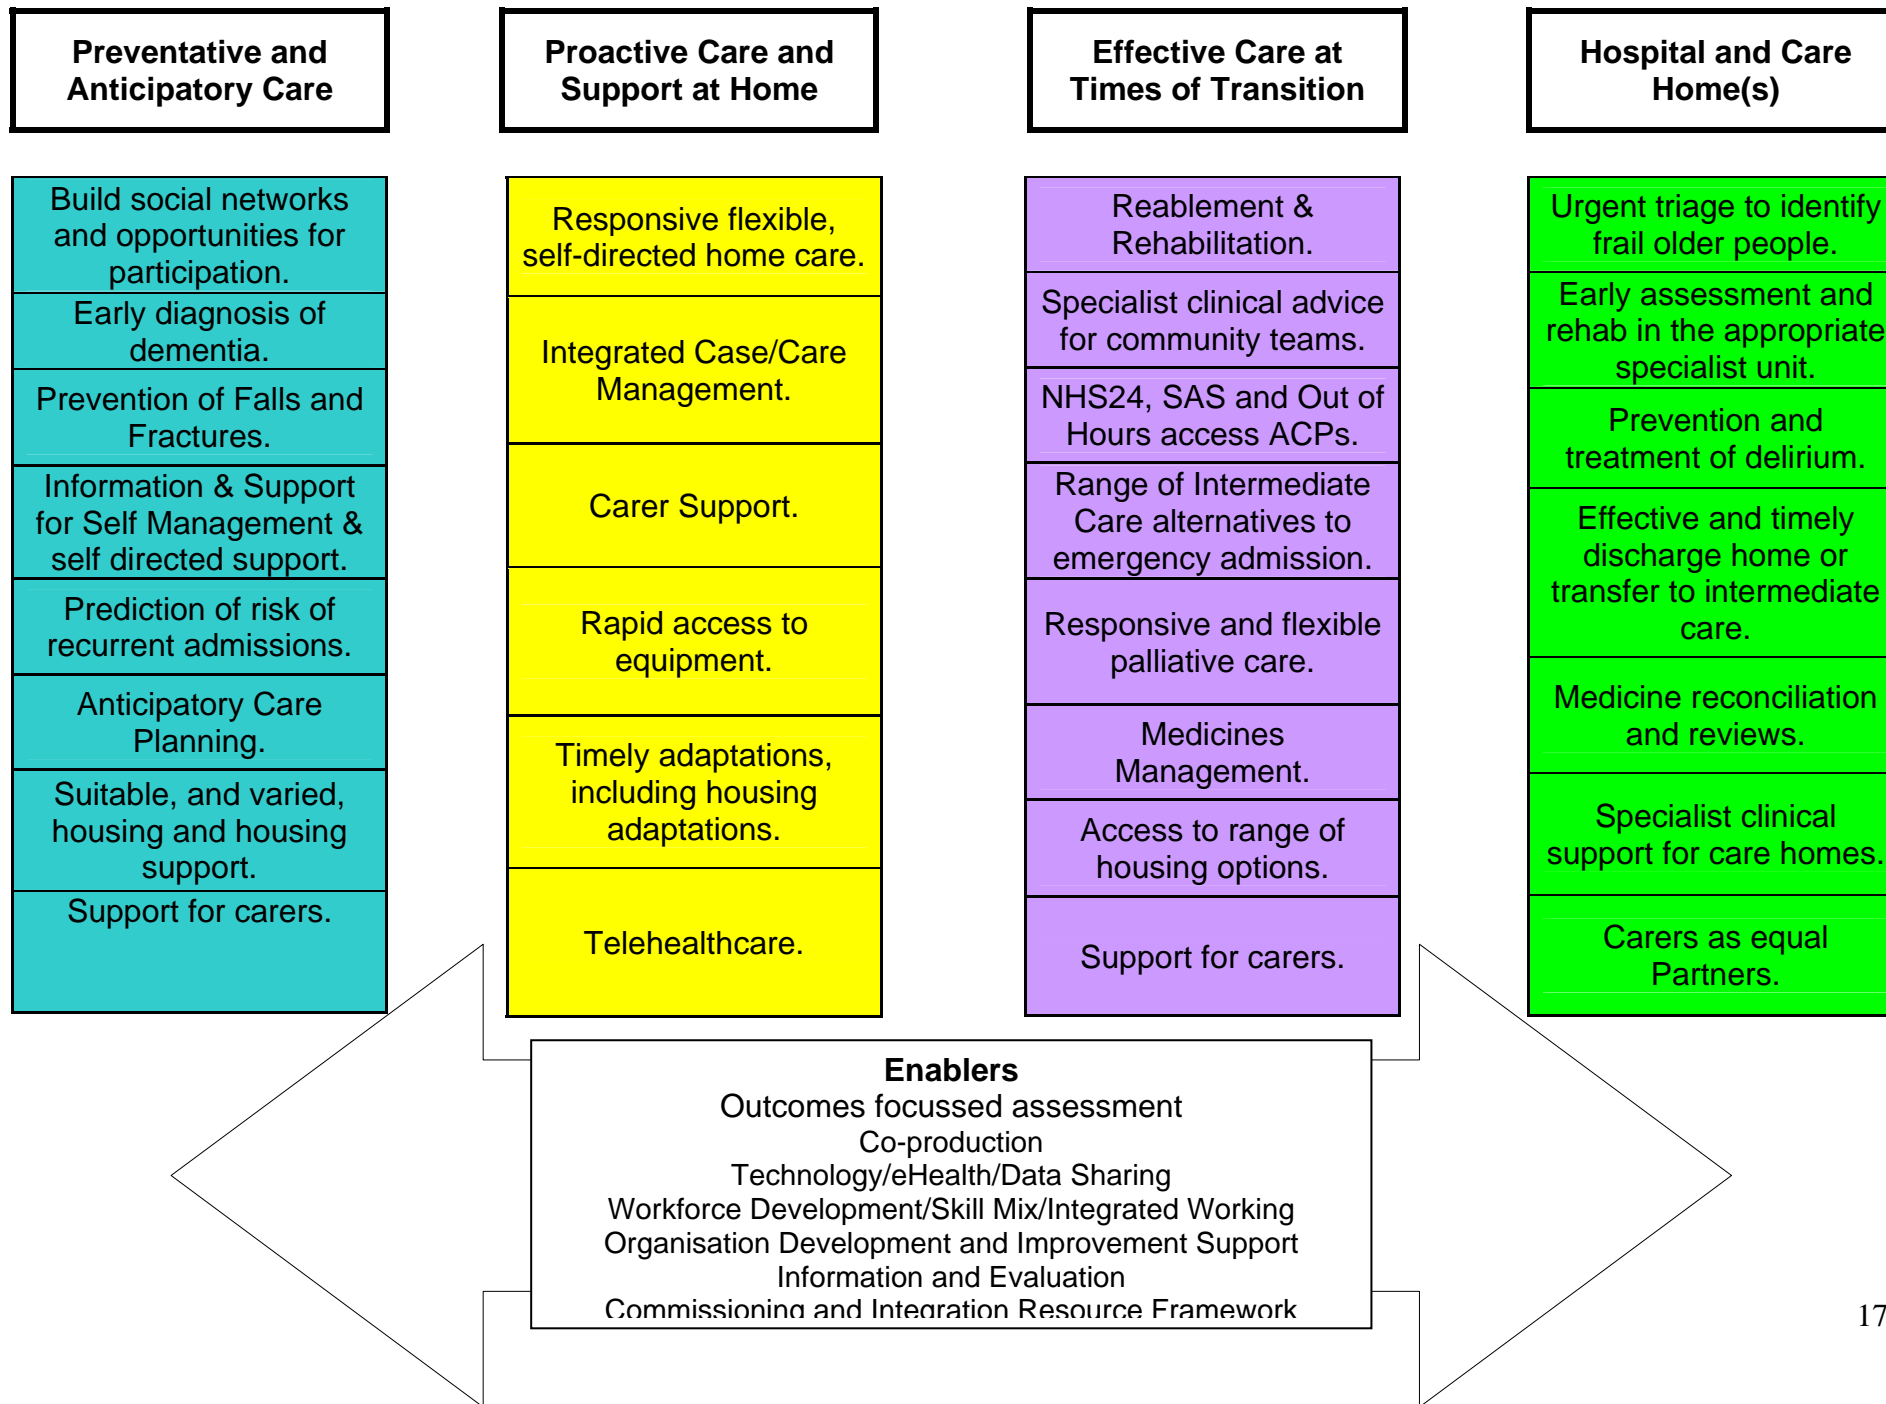 Preventative and
Anticipatory Care
Build social networks
and opportunities for
participation.
Early diagnosis of
dementia.
Prevention of Falls and
Fractures.
Information & Support
for Self Management &
self directed support.
Prediction of risk of
recurrent admissions.
Anticipatory Care
Planning.
Suitable, and varied,
housing and housing
support.
Support for carers.
Proactive Care and
Support at Home
Responsive flexible,
self-directed home care.
Integrated Case/Care
Management.
Carer Support.
Rapid access to
equipment.
Timely adaptations,
including housing
adaptations.
Telehealthcare.
Effective Care at
Times of Transition
Reablement &
Rehabilitation.
Specialist clinical advice
for community teams.
NHS24, SAS and Out of
Hours access ACPs.
Range of Intermediate
Care alternatives to
emergency admission.
Responsive and flexible
palliative care.
Medicines
Management.
Access to range of
housing options.
Support for carers.
Hospital and Care
Home(s)
Urgent triage to identify
frail older people.
Early assessment and
rehab in the appropriate
specialist unit.
Prevention and
treatment of delirium.
Effective and timely
discharge home or
transfer to intermediate
care.
Medicine reconciliation
and reviews.
Specialist clinical
support for care homes.
Carers as equal
Partners.
Enablers
Outcomes focussed assessment
Co-production
Technology/eHealth/Data Sharing
Workforce Development/Skill Mix/Integrated Working
Organisation Development and Improvement Support
Information and Evaluation
Commissioning and Integration Resource Framework
17